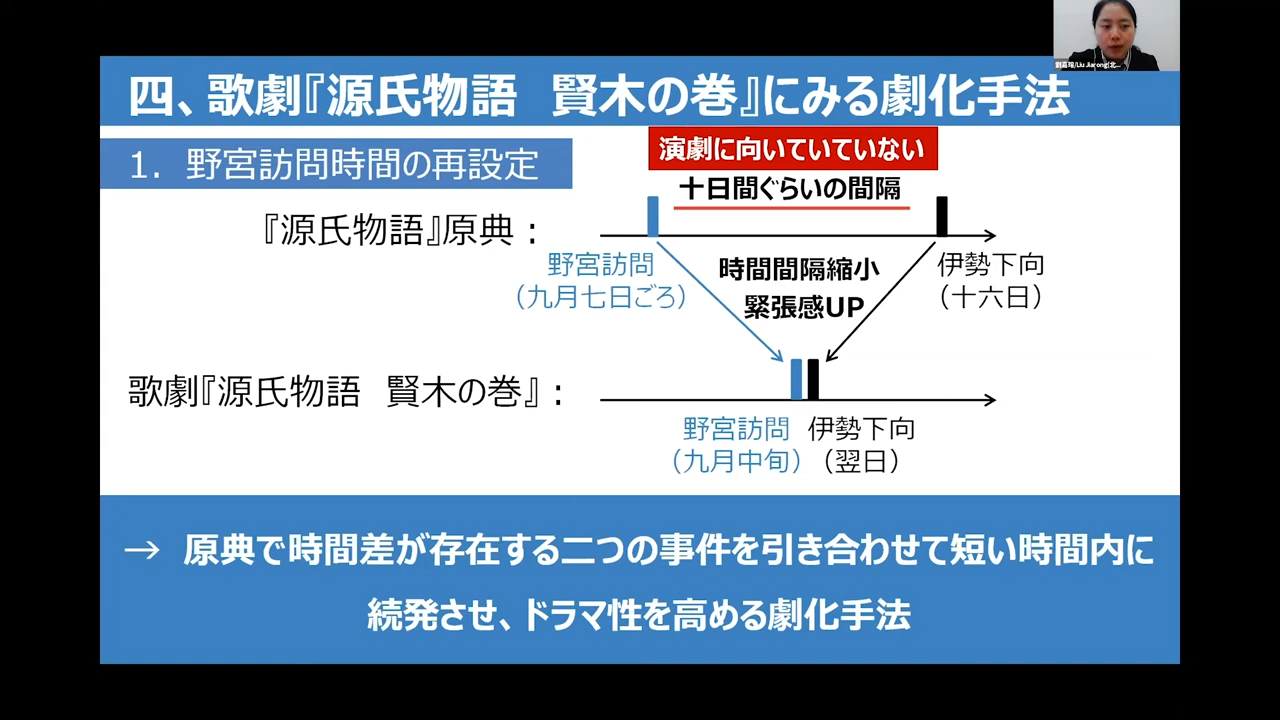 劉嘉瑢/Liu Jiarong(北...
四、歌劇『源氏物語　賢木の巻』にみる劇化手法
1. 野宮訪問時間の再設定
演劇に向いていていない
十日間ぐらいの間隔
『源氏物語』原典：
野宮訪問
（九月七日ごろ）
時間間隔縮小
緊張感UP
伊勢下向
（十六日）
歌劇『源氏物語　賢木の巻』：
野宮訪問
（九月中旬）
伊勢下向
（翌日）
→ 原典で時間差が存在する二つの事件を引き合わせて短い時間内に
続発させ、ドラマ性を高める劇化手法